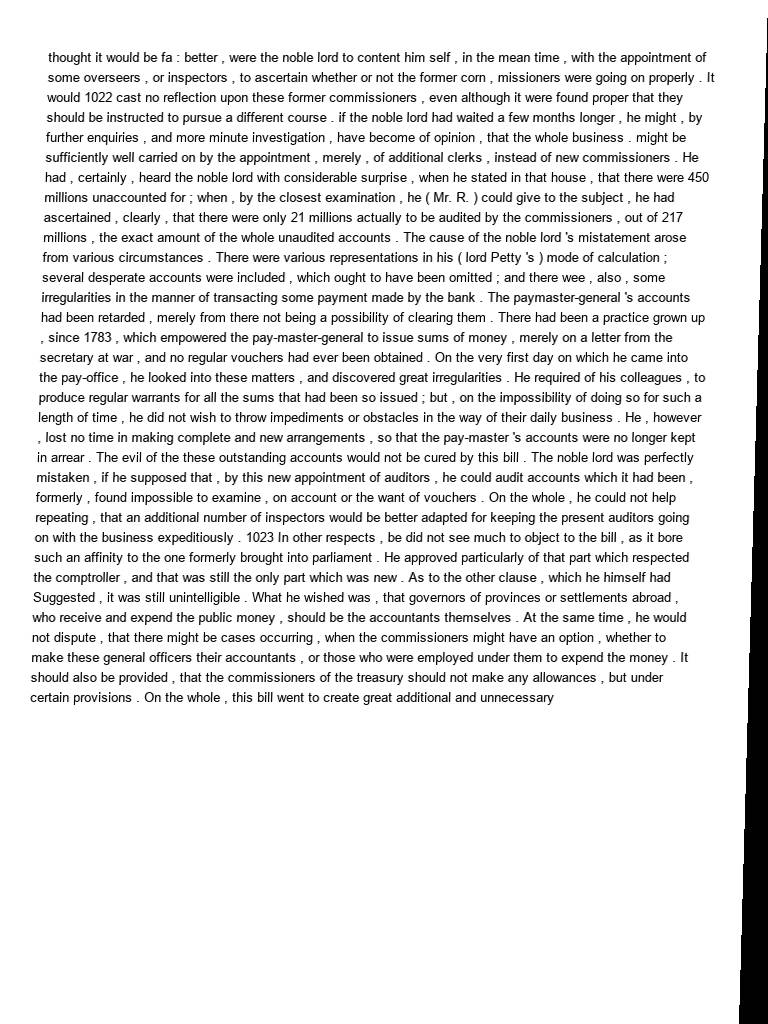 thought it would be fa : better , were the noble lord to content him self , in the mean time , with the appointment of
some overseers , or inspectors , to ascertain whether or not the former corn , missioners were going on properly . It
would 1022 cast no reflection upon these former commissioners , even although it were found proper that they
should be instructed to pursue a different course . if the noble lord had waited a few months longer , he might , by
further enquiries , and more minute investigation , have become of opinion , that the whole business . might be
sufficiently well carried on by the appointment , merely , of additional clerks , instead of new commissioners . He
had , certainly , heard the noble lord with considerable surprise , when he stated in that house , that there were 450
millions unaccounted for ; when , by the closest examination , he ( Mr. R. ) could give to the subject , he had
ascertained , clearly , that there were only 21 millions actually to be audited by the commissioners , out of 217
millions , the exact amount of the whole unaudited accounts . The cause of the noble lord 's mistatement arose
from various circumstances . There were various representations in his ( lord Petty 's ) mode of calculation ;
several desperate accounts were included , which ought to have been omitted ; and there wee , also , some
irregularities in the manner of transacting some payment made by the bank . The paymaster-general 's accounts
had been retarded , merely from there not being a possibility of clearing them . There had been a practice grown up
, since 1783 , which empowered the pay-master-general to issue sums of money , merely on a letter from the
secretary at war , and no regular vouchers had ever been obtained . On the very first day on which he came into
the pay-office , he looked into these matters , and discovered great irregularities . He required of his colleagues , to
produce regular warrants for all the sums that had been so issued ; but , on the impossibility of doing so for such a
length of time , he did not wish to throw impediments or obstacles in the way of their daily business . He , however
, lost no time in making complete and new arrangements , so that the pay-master 's accounts were no longer kept
in arrear . The evil of the these outstanding accounts would not be cured by this bill . The noble lord was perfectly
mistaken , if he supposed that , by this new appointment of auditors , he could audit accounts which it had been ,
formerly , found impossible to examine , on account or the want of vouchers . On the whole , he could not help
repeating , that an additional number of inspectors would be better adapted for keeping the present auditors going
on with the business expeditiously . 1023 In other respects , be did not see much to object to the bill , as it bore
such an affinity to the one formerly brought into parliament . He approved particularly of that part which respected
the comptroller , and that was still the only part which was new . As to the other clause , which he himself had
Suggested , it was still unintelligible . What he wished was , that governors of provinces or settlements abroad ,
who receive and expend the public money , should be the accountants themselves . At the same time , he would
not dispute , that there might be cases occurring , when the commissioners might have an option , whether to
make these general officers their accountants , or those who were employed under them to expend the money . It
should also be provided , that the commissioners of the treasury should not make any allowances , but under
certain provisions . On the whole , this bill went to create great additional and unnecessary